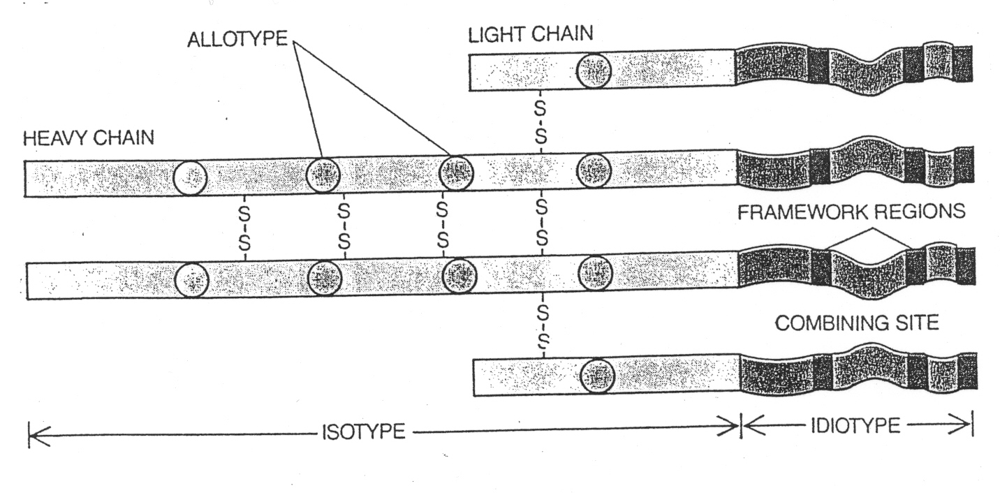 LIGHT CHAIN
ALLOTYPE
S
S
HEAVY CHAIN
S S S S
S S S S
FRAMEWORK REGIONS
S
S
COMBINING SITE
ISOTYPE
IDIOTYPE